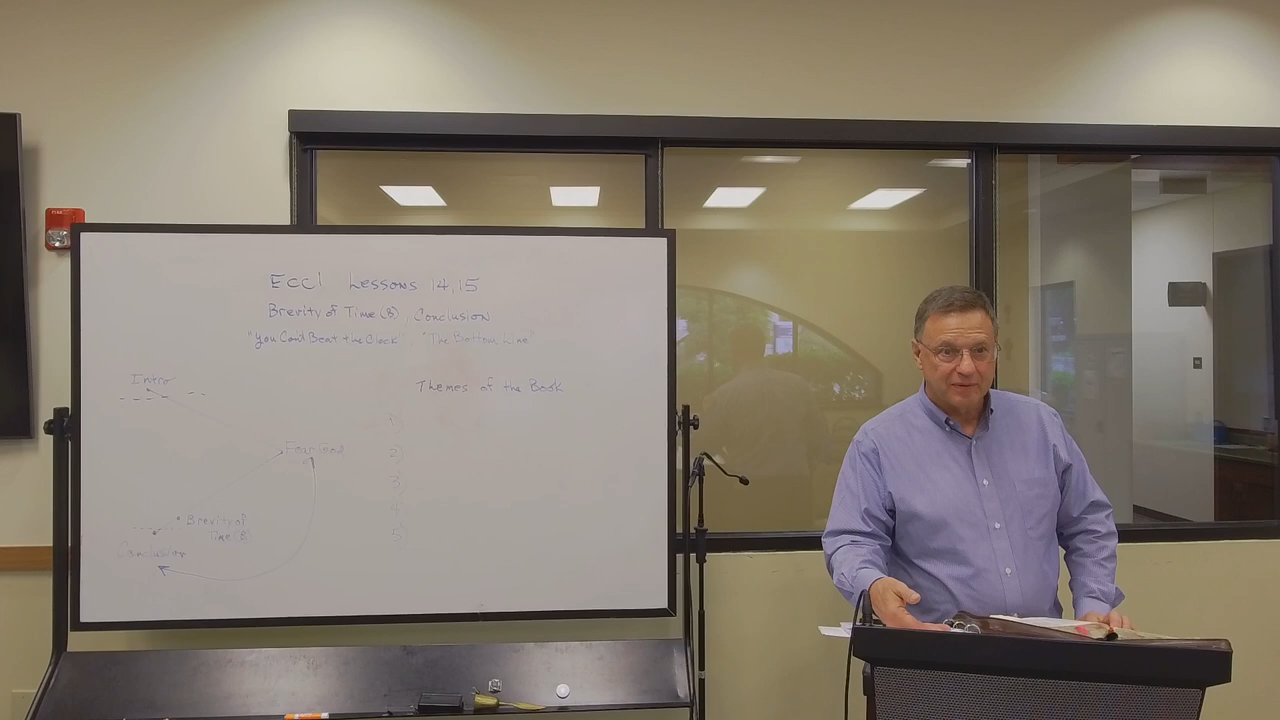 FIRE
ECCl Lessons 14,15
Brevity of Time (B), Conclusion
"You Can't Beat the Clock", "The Bottom Line"
Intro
Themes of the Book
1)
Fear God
2)
3
4
5
Brevity of
Time (B)
Conclusion